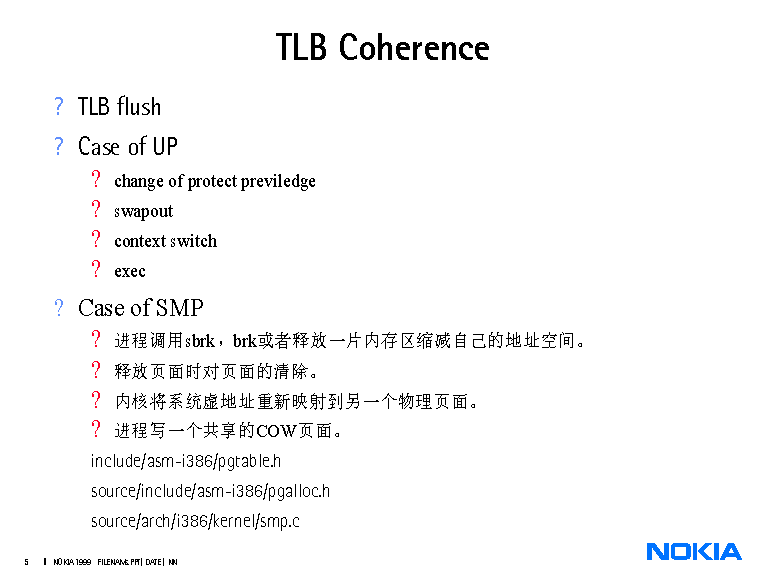 TLB Coherence
? TLB flush
? Case of UP
? change of protect previledge
? swapout
? context switch
? exec
? Case of SMP
? 进程调用sbrk，brk或者释放一片内存区缩减自己的地址空间。
? 释放页面时对页面的清除。
? 内核将系统虚地址重新映射到另一个物理页面。
? 进程写一个共享的COW页面。
include/asm-i386/pgtable.h
source/include/asm-i386/pgalloc.h
source/arch/i386/kernel/smp.c
5 NOKIA 1999 FILENAMs.PPT| DATE | NN
NOKIA